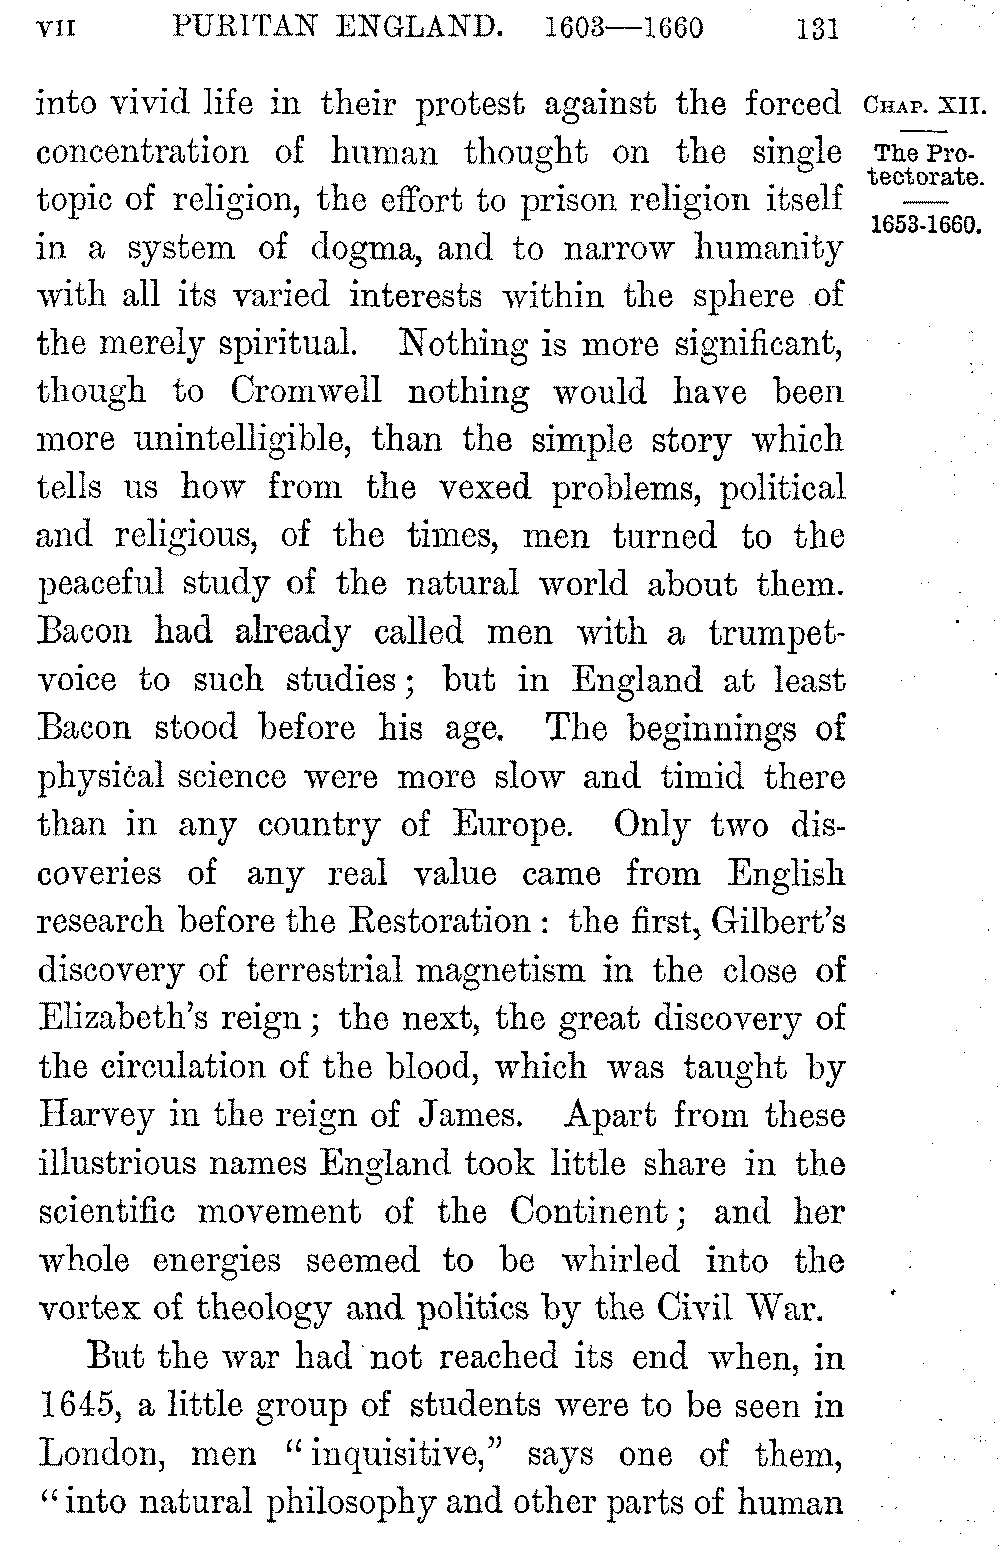 VII PURITAN ENGLAND. 1603—1660 131
into vivid life in their protest against the forced
concentration of human thought on the single
topic of religion, the effort to prison religion itself
in a system of dogma, and to narrow humanity
with all its varied interests within the sphere of
the merely spiritual. Nothing is more significant,
though to Cromwell nothing would have been
more unintelligible, than the simple story which
tells us how from the vexed problems, political
and religious, of the times, men turned to the
peaceful study of the natural world about them.
Bacon had already called men with a trumpet-
voice to such studies; but in England at least
Bacon stood before his age. The beginnings of
physical science were more slow and timid there
than in any country of Europe. Only two dis-
coveries of any real value came from English
research before the Restoration: the first, Gilbert's
discovery of terrestrial magnetism in the close of
Elizabeth's reign; the next, the great discovery of
the circulation of the blood, which was taught by
Harvey in the reign of James. Apart from these
illustrious names England took little share in the
scientific movement of the Continent; and her
whole energies seemed to be whirled into the
vortex of theology and politics by the Civil War.
But the war had not reached its end when, in
1645, a little group of students were to be seen in
London, men "inquisitive," says one of them,
"into natural philosophy and other parts of human
CHAP. XII.
The Pro-
tectorate.
1653-1660.